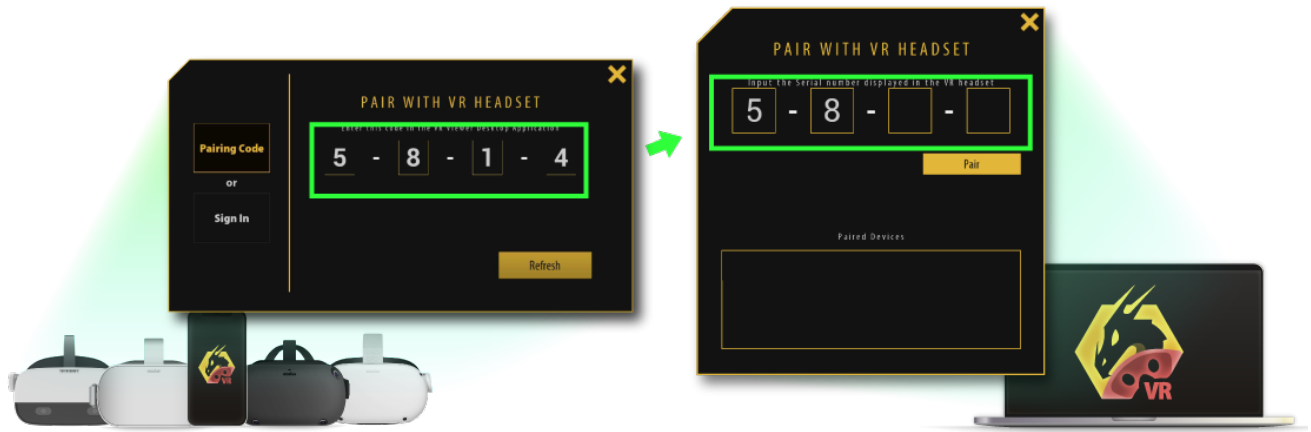 PAIR WITH VR HEADSET
Enter this code in the VR Viewer Desktop Application
5 - 8 - 1 - 4
Pairing Code
or
Sign In
Refresh
PAIR WITH VR HEADSET
Input the Serial number displayed in the VR headset
5 - 8 - -
Pair
Paired Devices
VR
VR